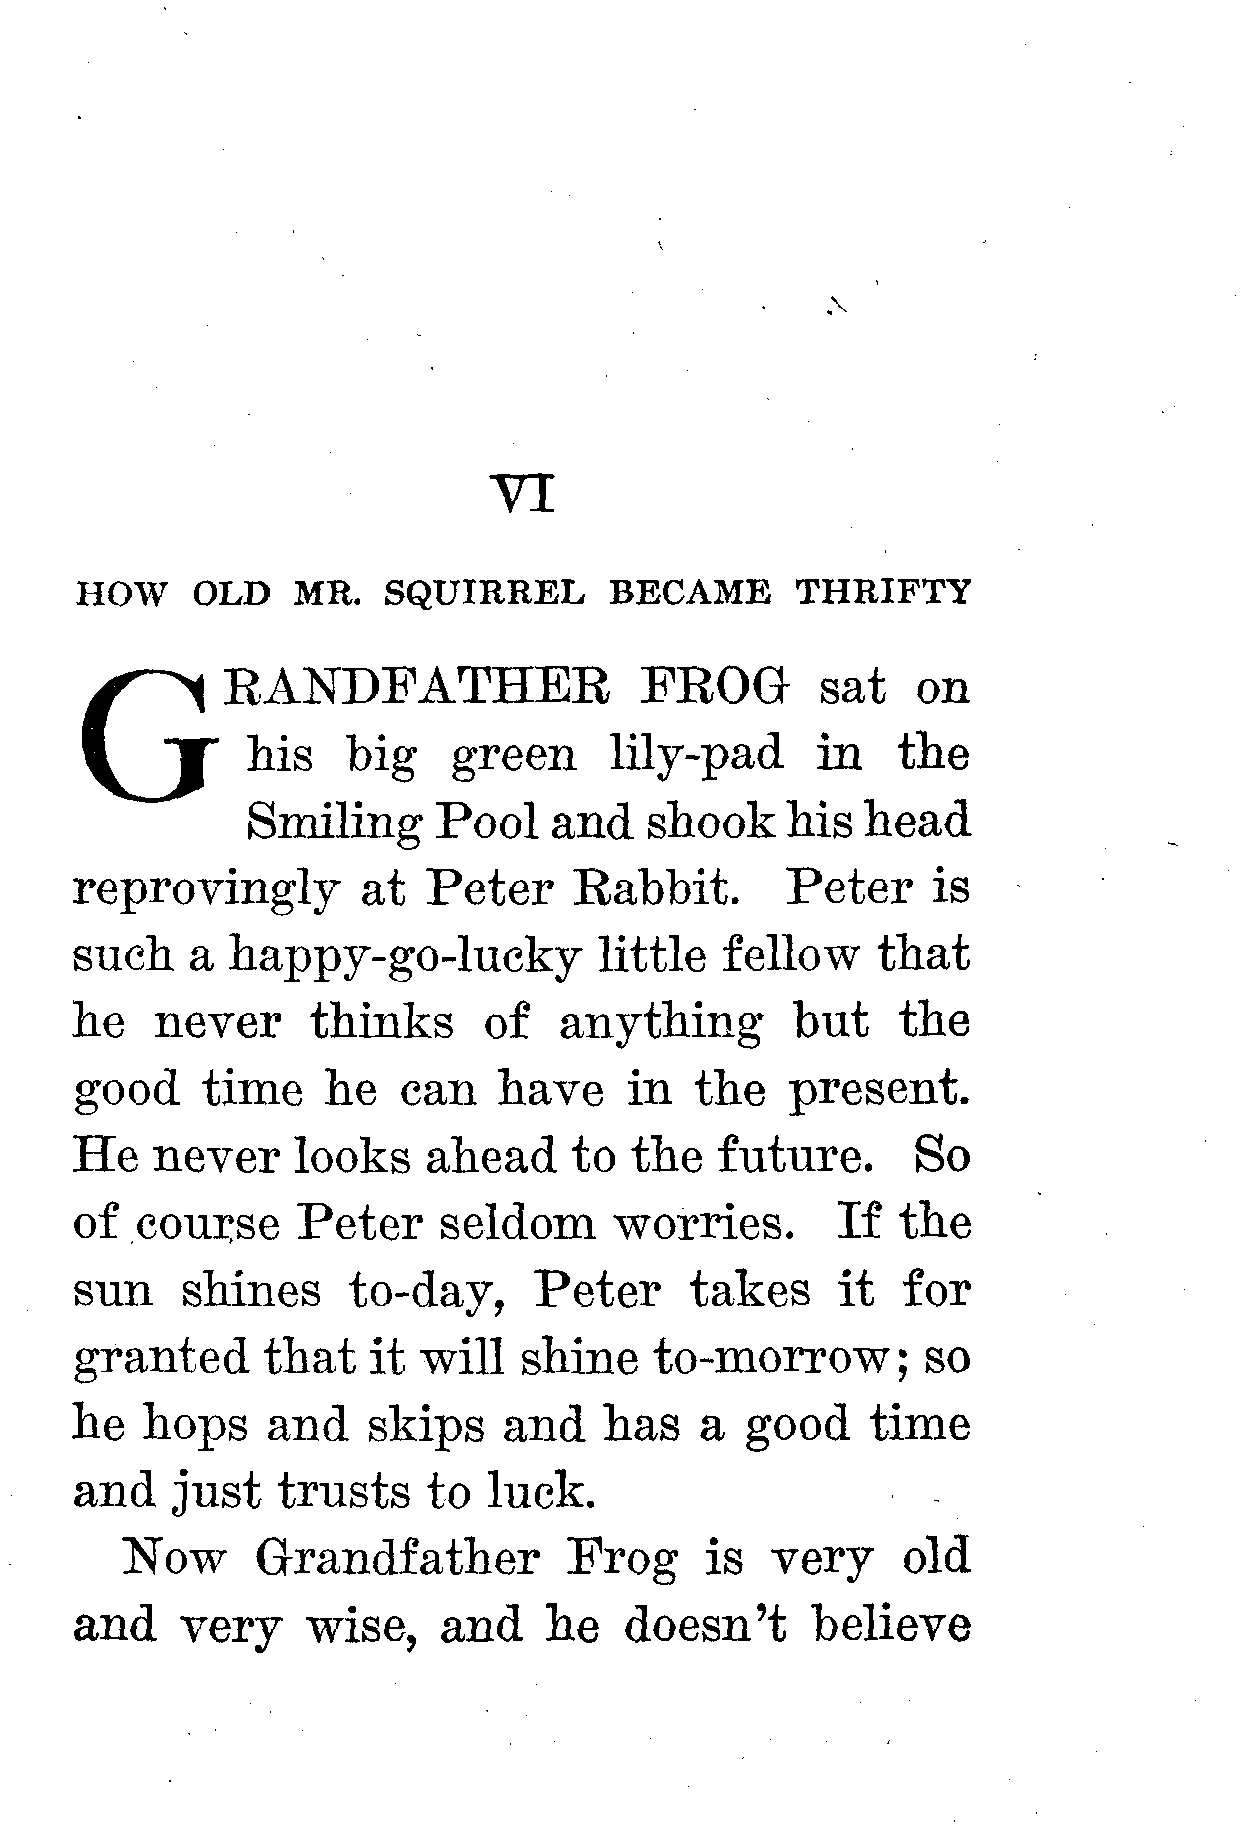 VI
HOW OLD MR. SQUIRREL BECAME THRIFTY
GRANDFATHER FROG sat on
his big green lily-pad in the
Smiling Pool and shook his head
reprovingly at Peter Rabbit. Peter is
such a happy-go-lucky little fellow that
he never thinks of anything but the
good time he can have in the present.
He never looks ahead to the future. So
of course Peter seldom worries. If the
sun shines to-day, Peter takes it for
granted that it will shine to-morrow; so
he hops and skips and has a good time
and just trusts to luck.
Now Grandfather Frog is very old
and very wise, and he doesn't believe